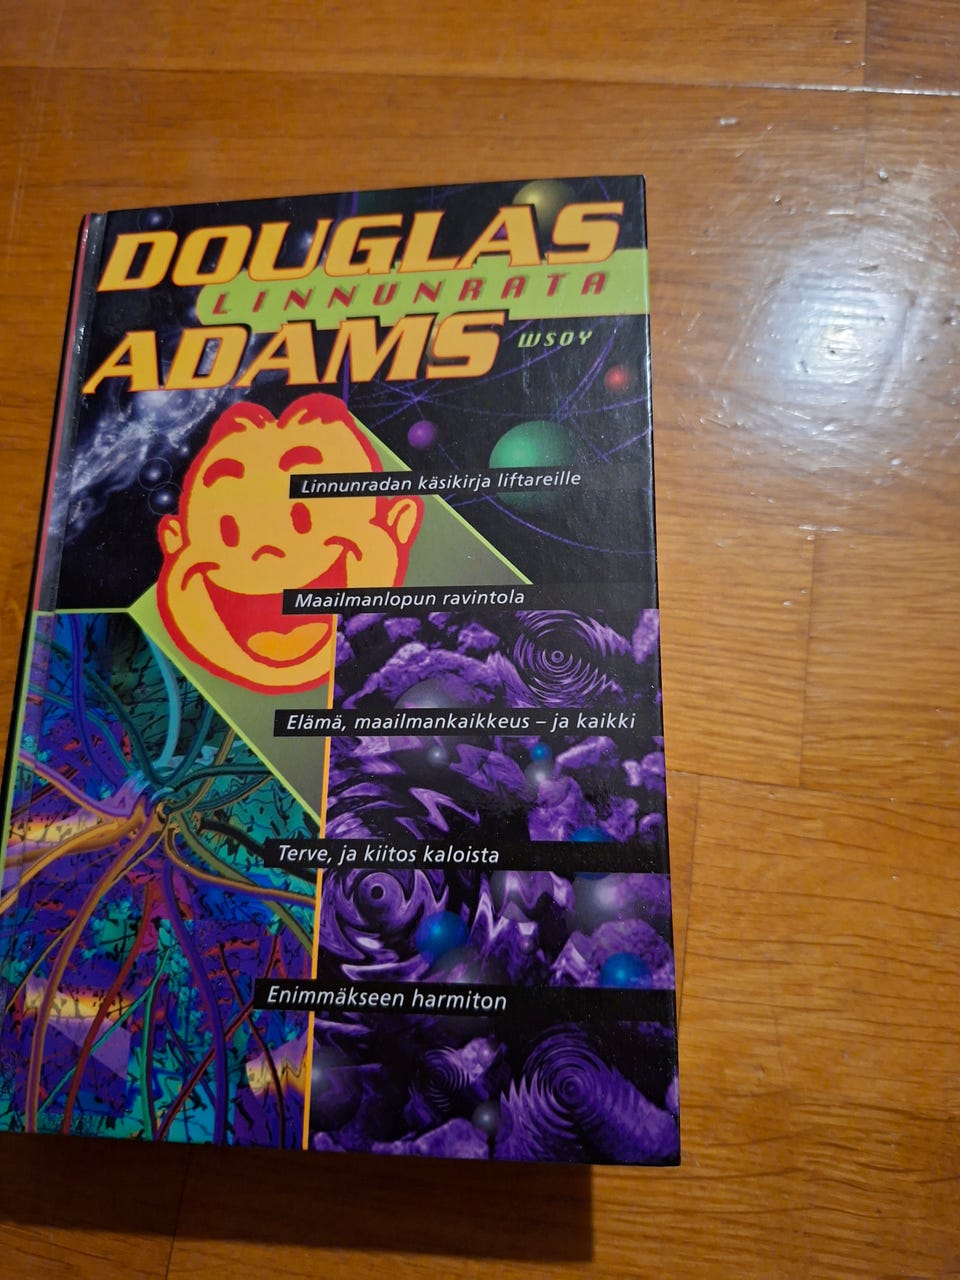 DOUGLAS
LINNUNRATA
ADAMS
WSOY
Linnunradan käsikirja liftareille
Maailmanlopun ravintola
Elämä, maailmankaikkeus – ja kaikki
Terve, ja kiitos kaloista
Enimmäkseen harmiton